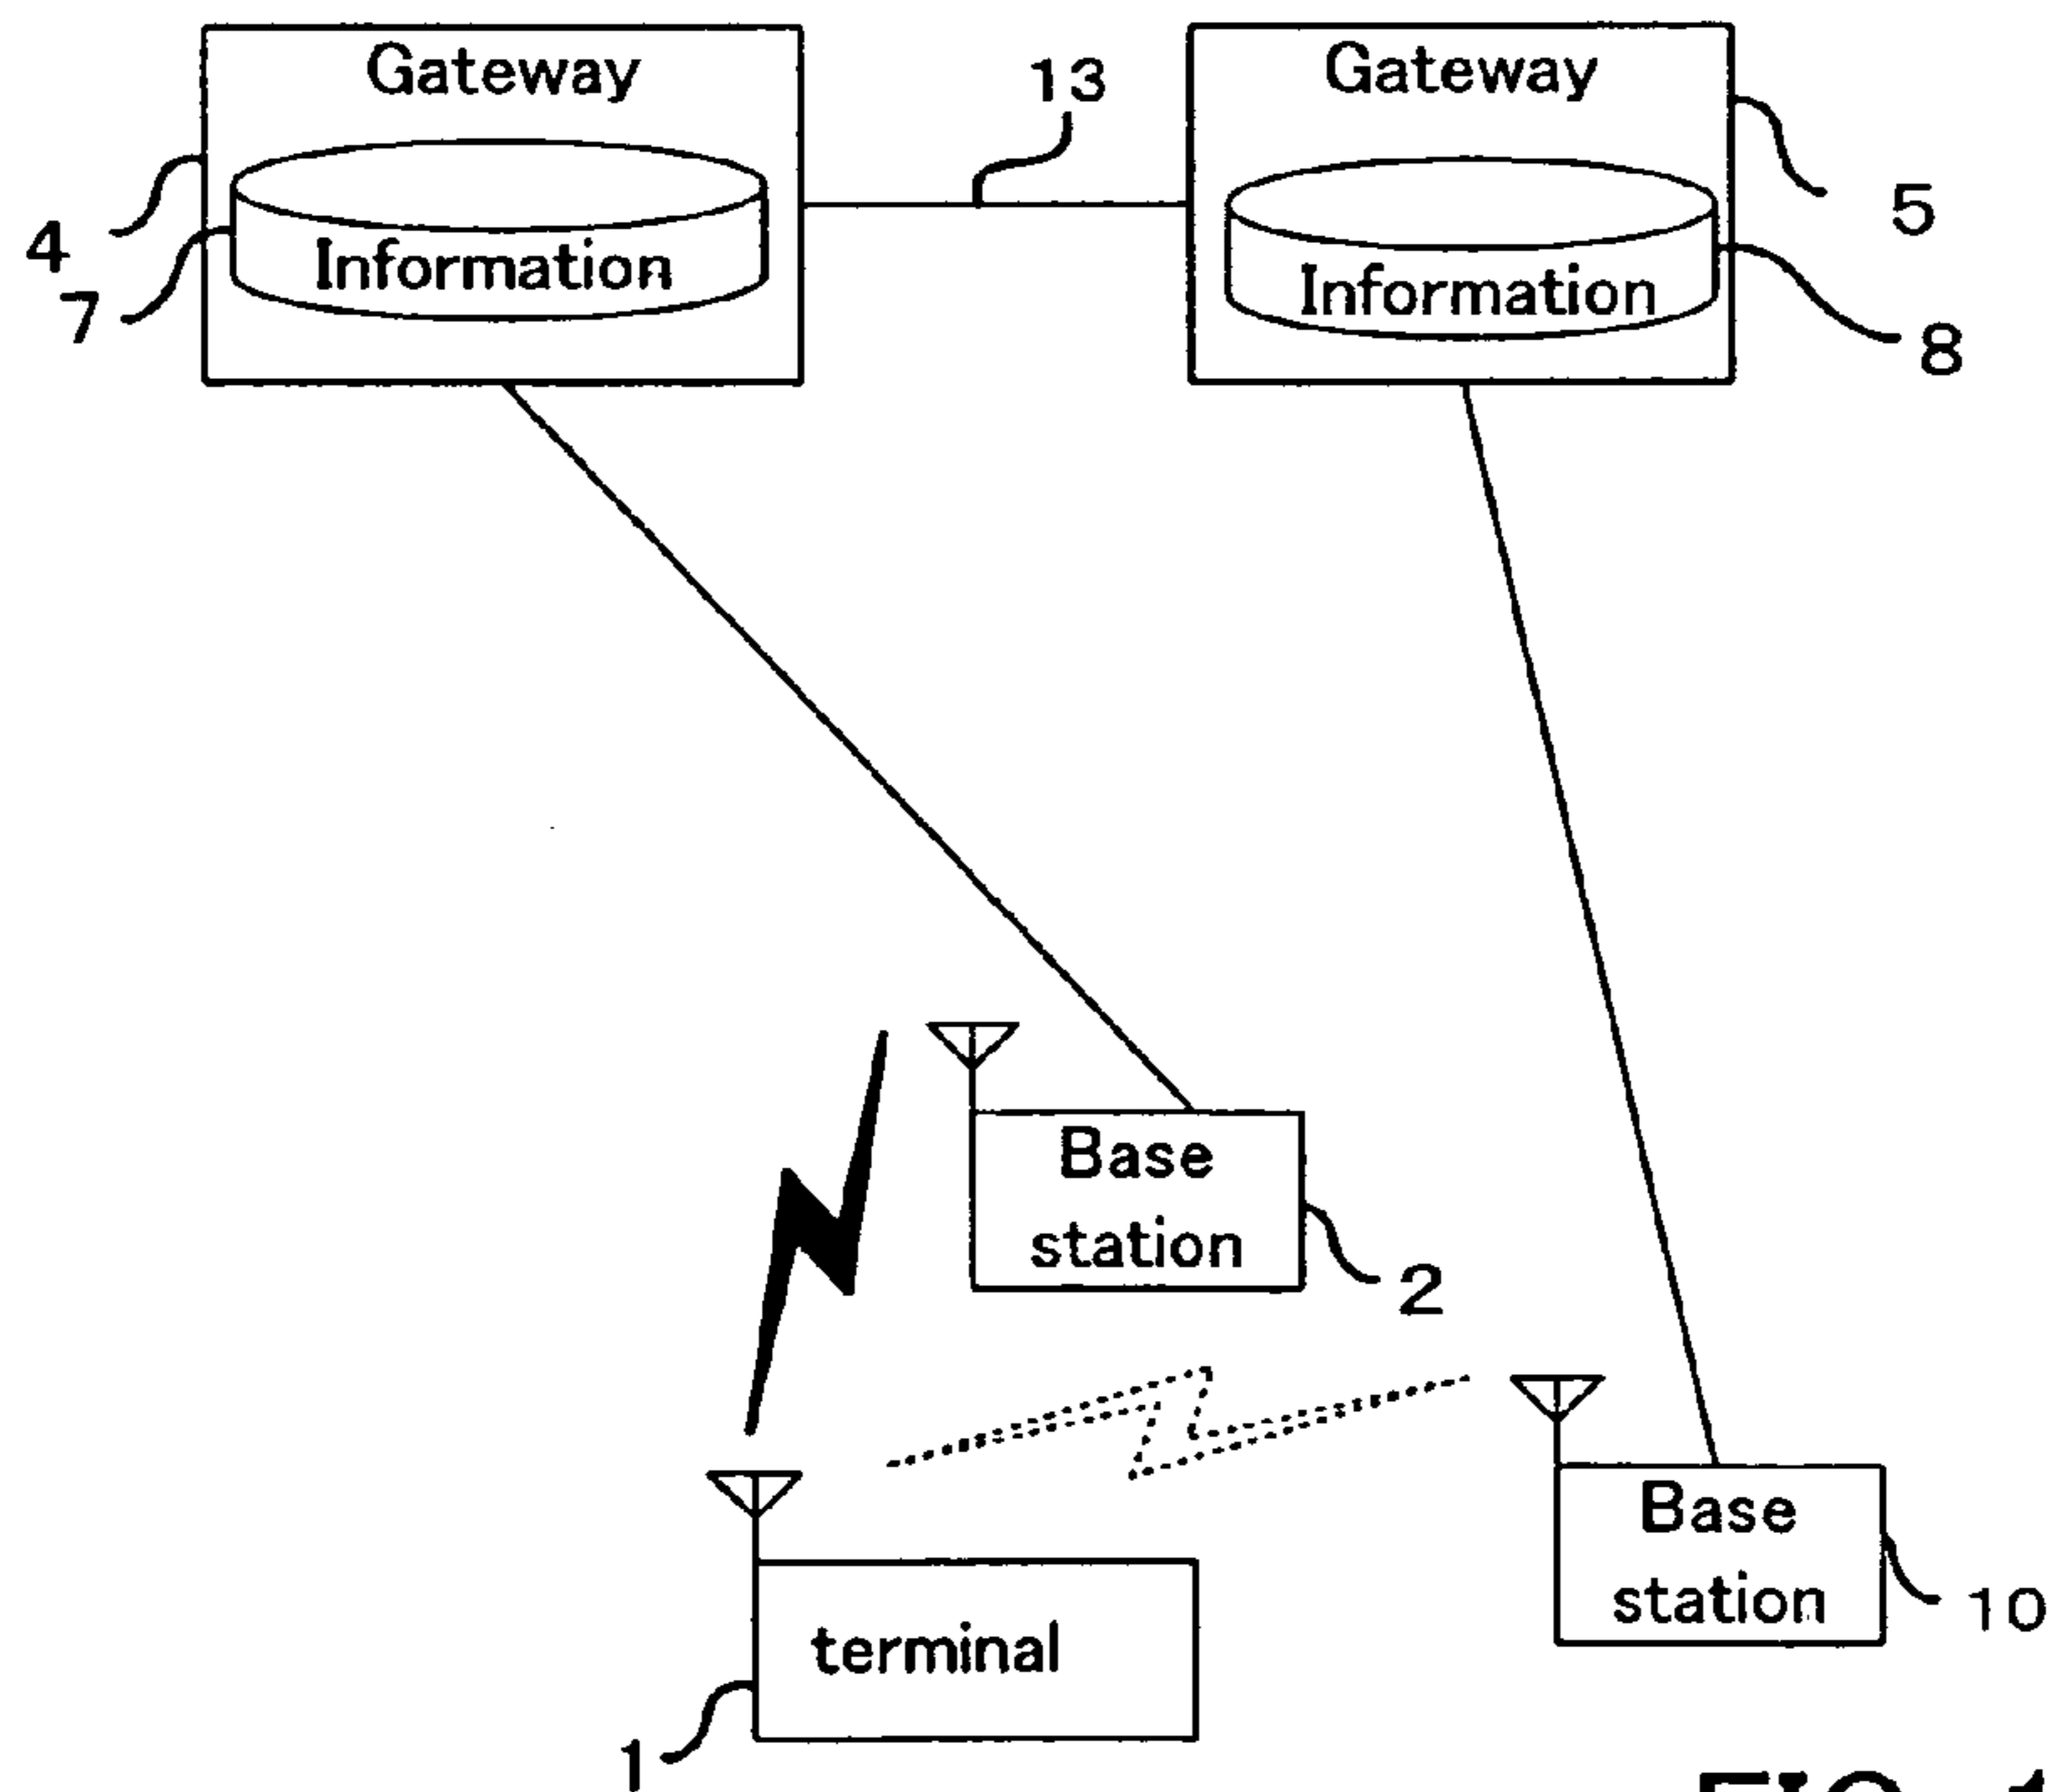 Gateway
13
Gateway
4
5
Information
Information
7
8
Base
station
2
Base
station
10
terminal
1